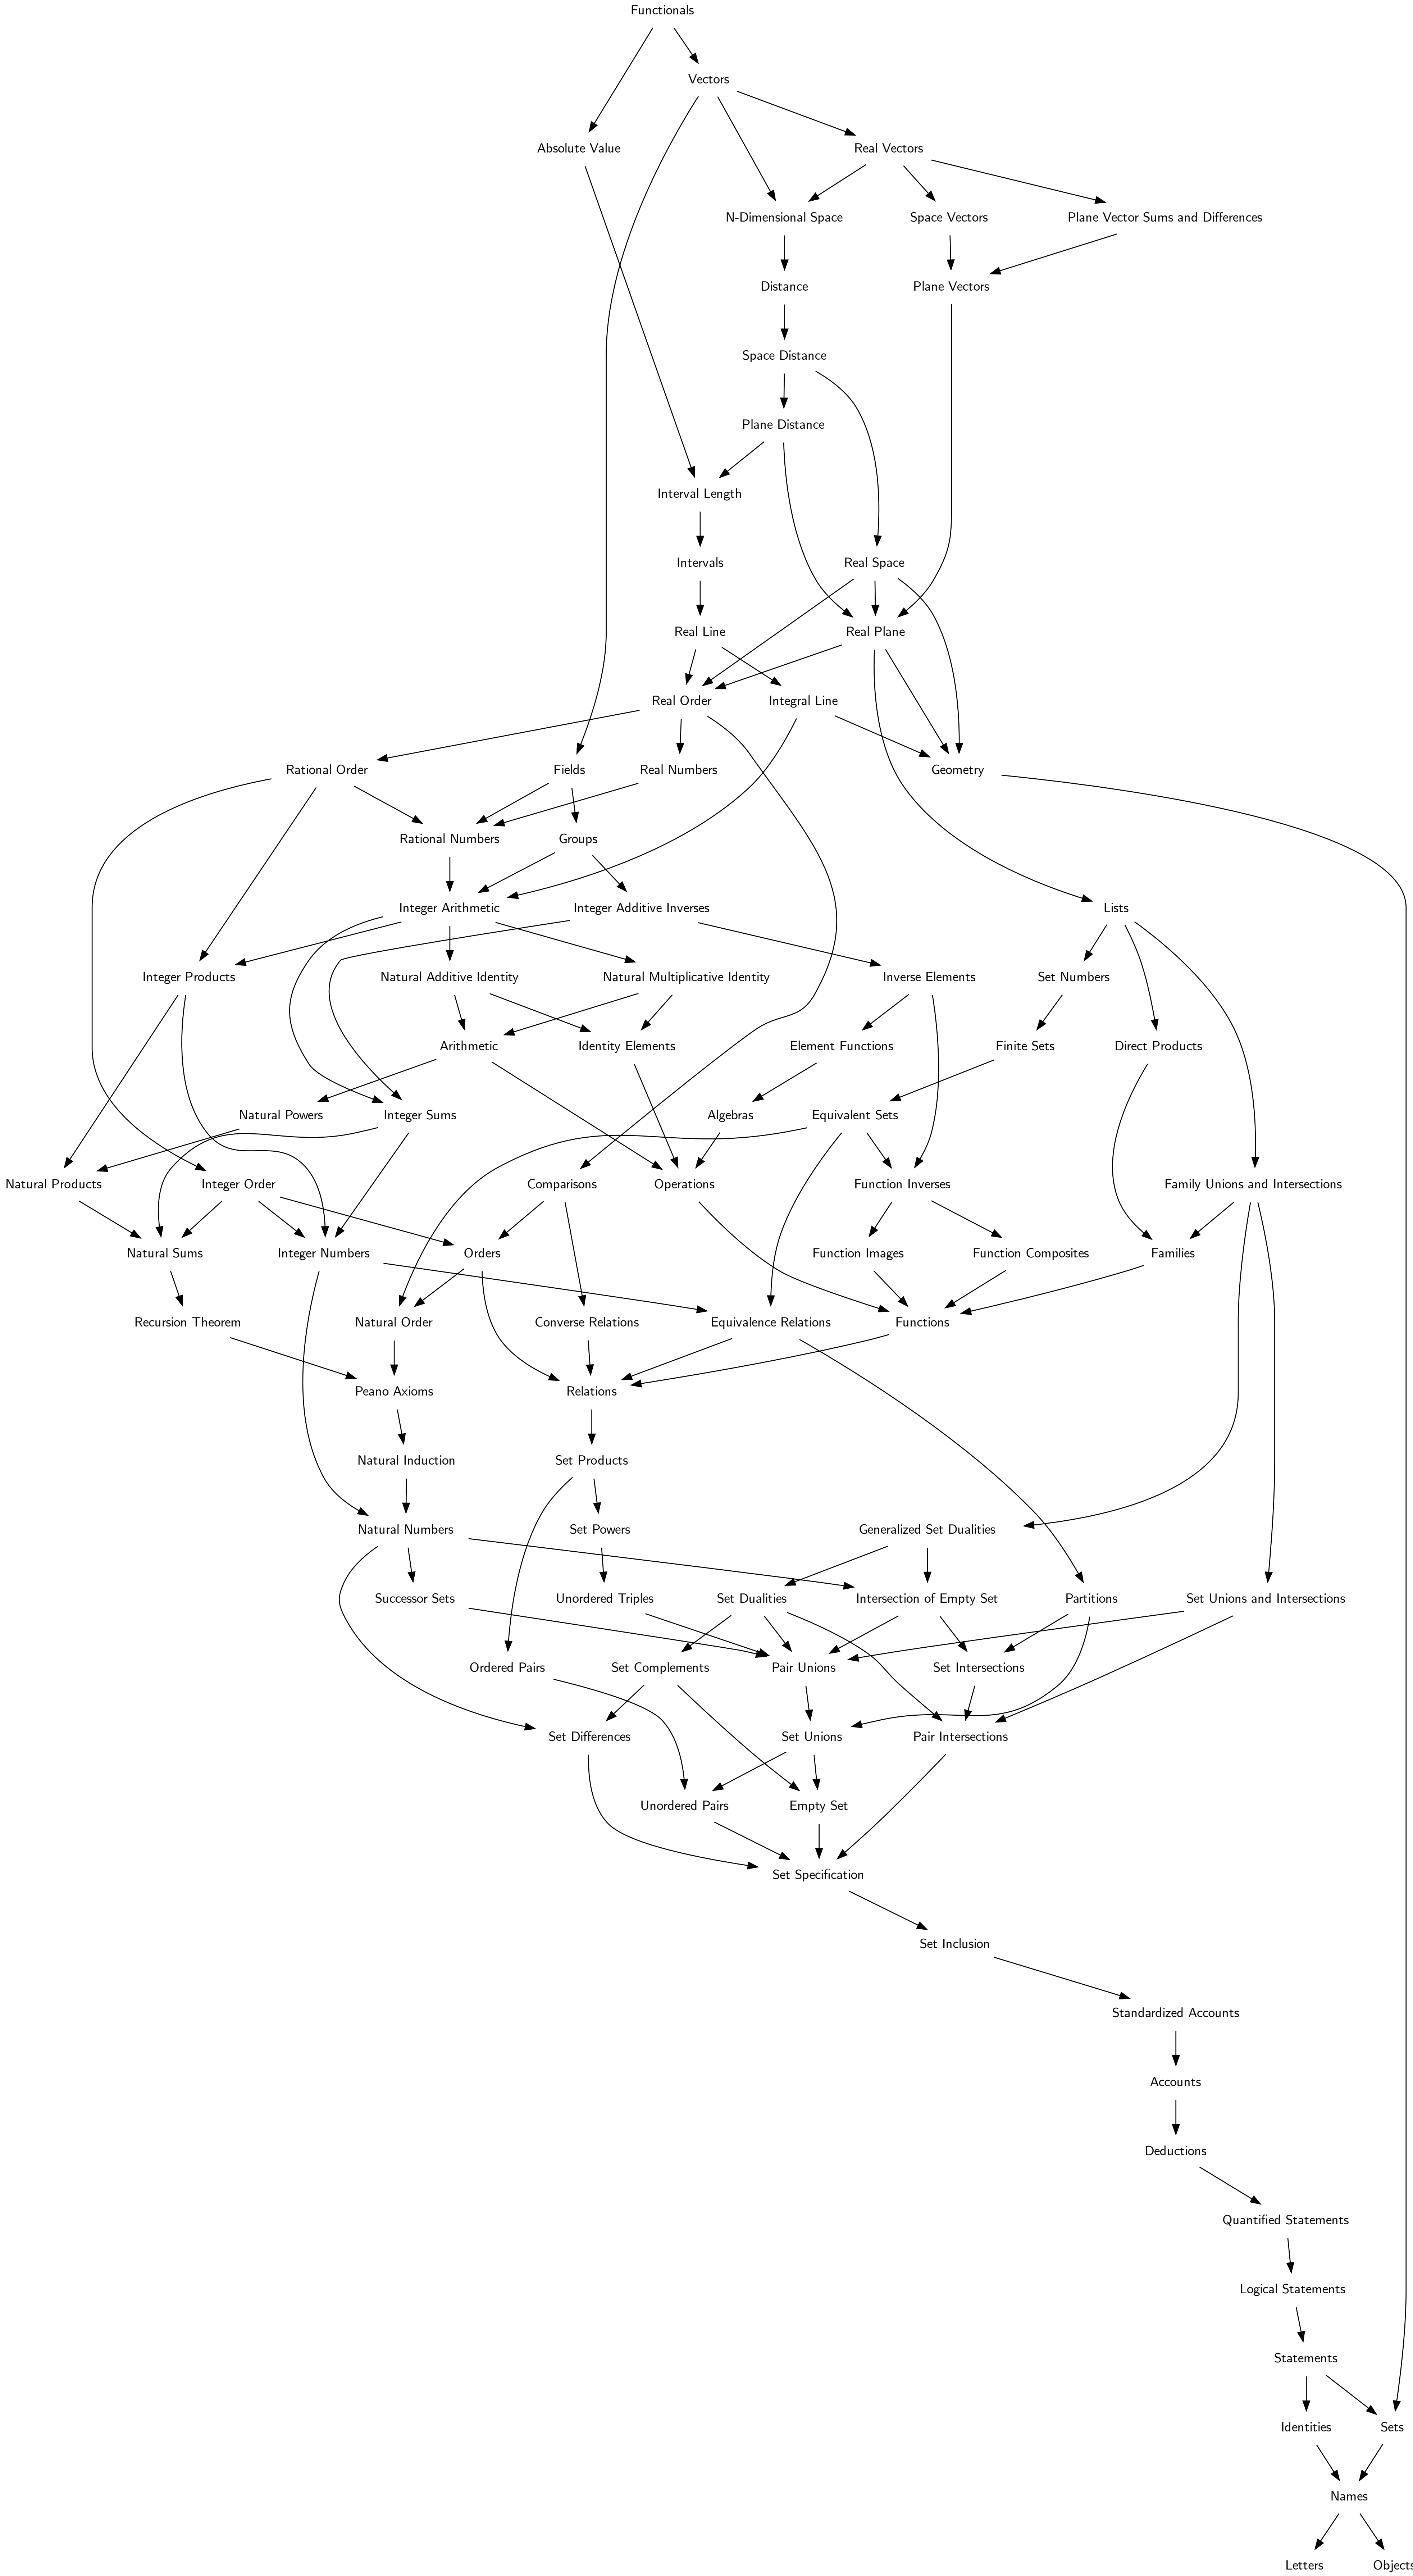 Functionals
Vectors
Absolute Value
Real Vectors
N-Dimensional Space
Space Vectors
Plane Vector Sums and Differences
Distance
Plane Vectors
Space Distance
Plane Distance
Interval Length
Intervals
Real Space
Real Line
Real Plane
Real Order
Integral Line
Rational Order
Fields
Real Numbers
Geometry
Rational Numbers
Groups
Integer Arithmetic
Integer Additive Inverses
Lists
Integer Products
Natural Additive Identity
Natural Multiplicative Identity
Inverse Elements
Set Numbers
Arithmetic
Identity Elements
Element Functions
Finite Sets
Direct Products
Natural Powers
Integer Sums
Algebras
Equivalent Sets
Natural Products
Integer Order
Comparisons
Operations
Function Inverses
Family Unions and Intersections
Natural Sums
Integer Numbers
Orders
Function Images
Function Composites
Families
Recursion Theorem
Natural Order
Converse Relations
Equivalence Relations
Functions
Peano Axioms
Relations
Natural Induction
Set Products
Natural Numbers
Set Powers
Generalized Set Dualities
Successor Sets
Unordered Triples
Set Dualities
Intersection of Empty Set
Partitions
Set Unions and Intersections
Ordered Pairs
Set Complements
Pair Unions
Set Intersections
Set Differences
Set Unions
Pair Intersections
Unordered Pairs
Empty Set
Set Specification
Set Inclusion
Standardized Accounts
Accounts
Deductions
Quantified Statements
Logical Statements
Statements
Identities
Sets
Names
Letters
Objects